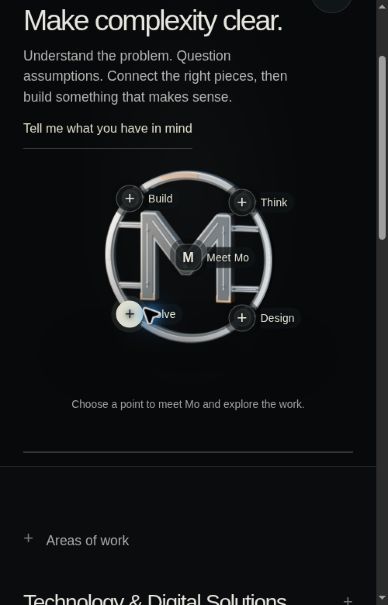 Make complexity clear.
Understand the problem. Question
assumptions. Connect the right pieces, then
build something that makes sense.
Tell me what you have in mind
+ Build
+ Think
M
M Meet Mo
+ lve
+ Design
Choose a point to meet Mo and explore the work.
+ Areas of work
Technology & Digital Solutions +